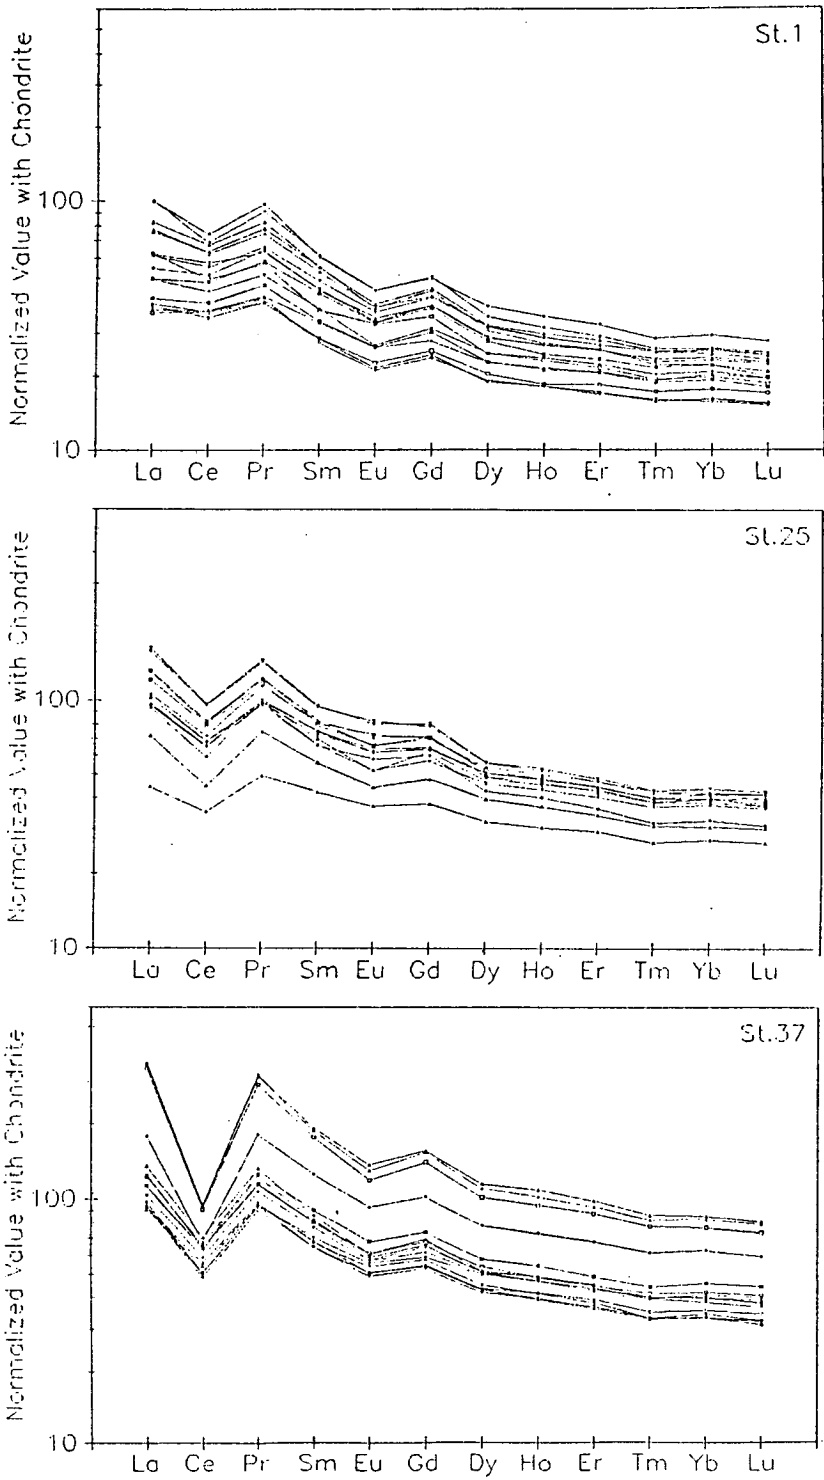 St.1
Normalized Value with Chondrite
100
10
La Ce Pr Sm Eu Gd Dy Ho Er Tm Yb Lu
St.25
Normalized Value with Chondrite
100
10
La Ce Pr Sm Eu Gd Dy Ho Er Tm Yb Lu
St.37
Normalized Value with Chondrite
100
10
La Ce Pr Sm Eu Gd Dy Ho Er Tm Yb Lu